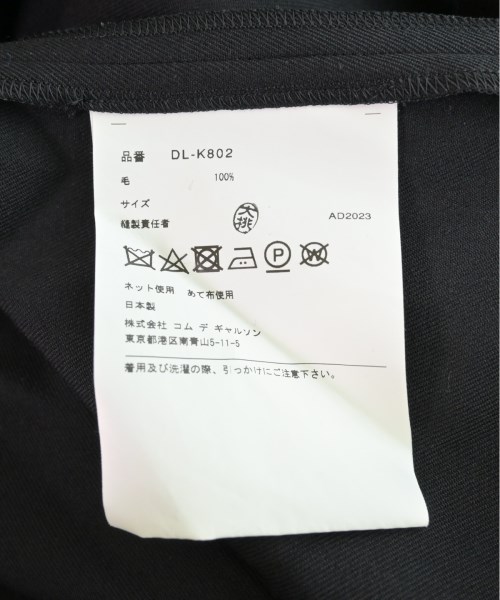 品番 DL-K802
毛 100%
サイズ
縫製責任者 大掛 AD2023
P W
ネット使用 あて布使用
日本製
株式会社 コム デ ギャルソン
東京都港区南青山5-11-5
着用及び洗濯の際、引っかけにご注意下さい。